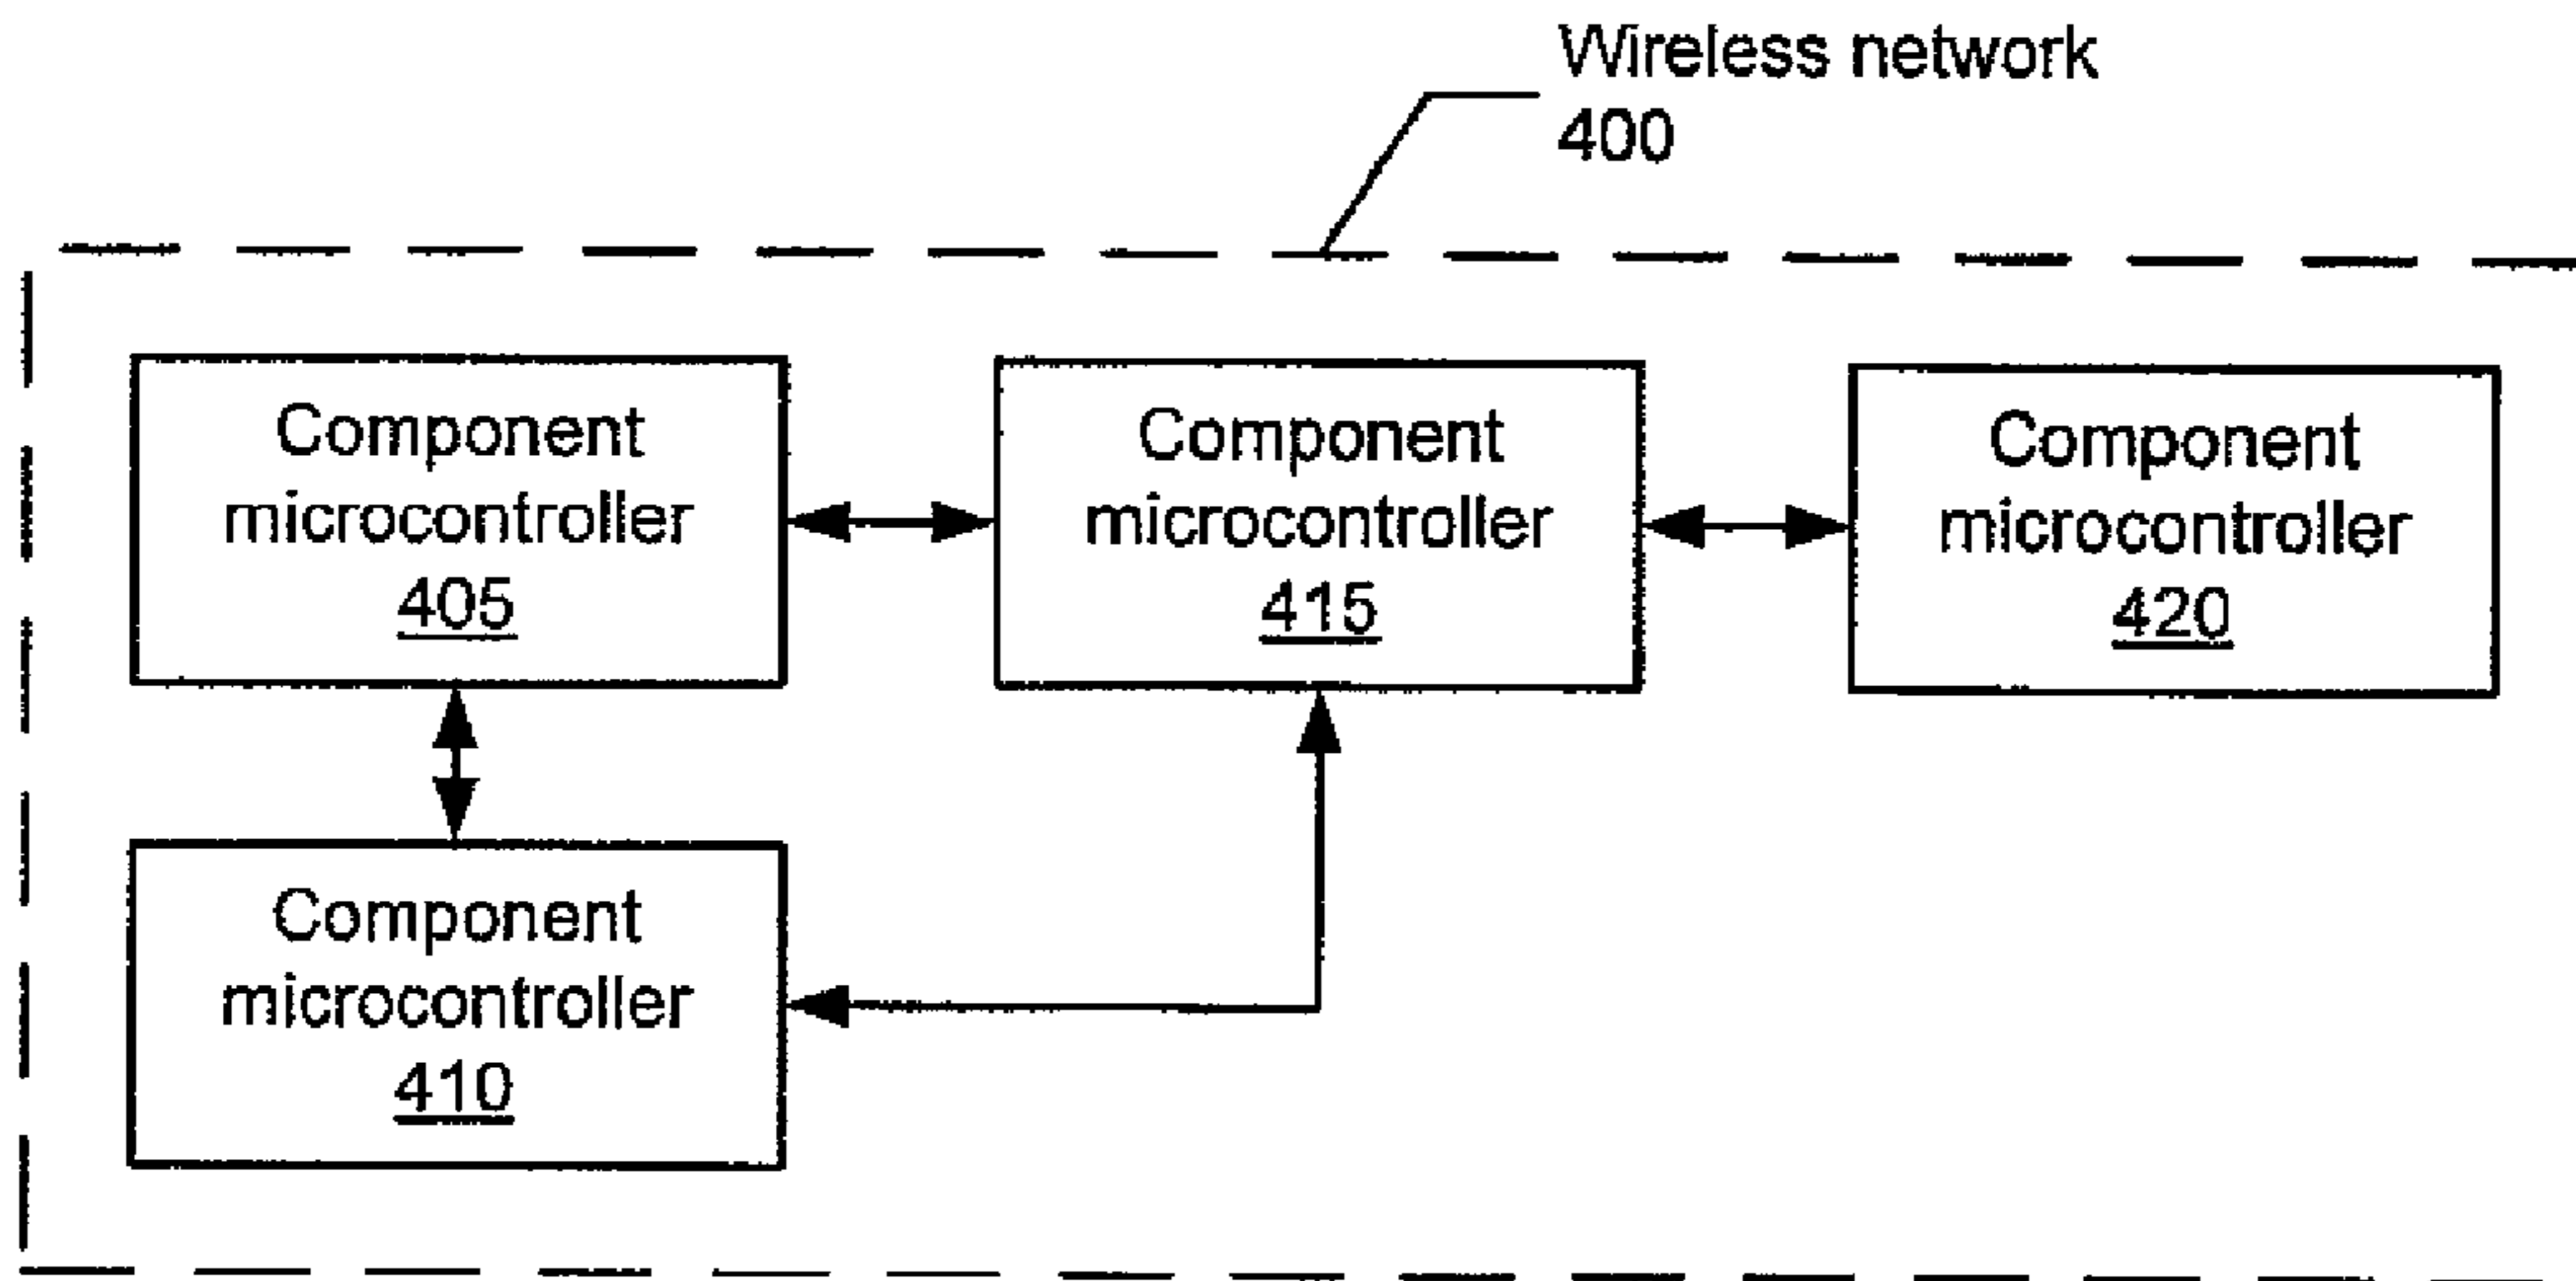 Wireless network
400
Component
microcontroller
405
Component
microcontroller
415
Component
microcontroller
420
Component
microcontroller
410